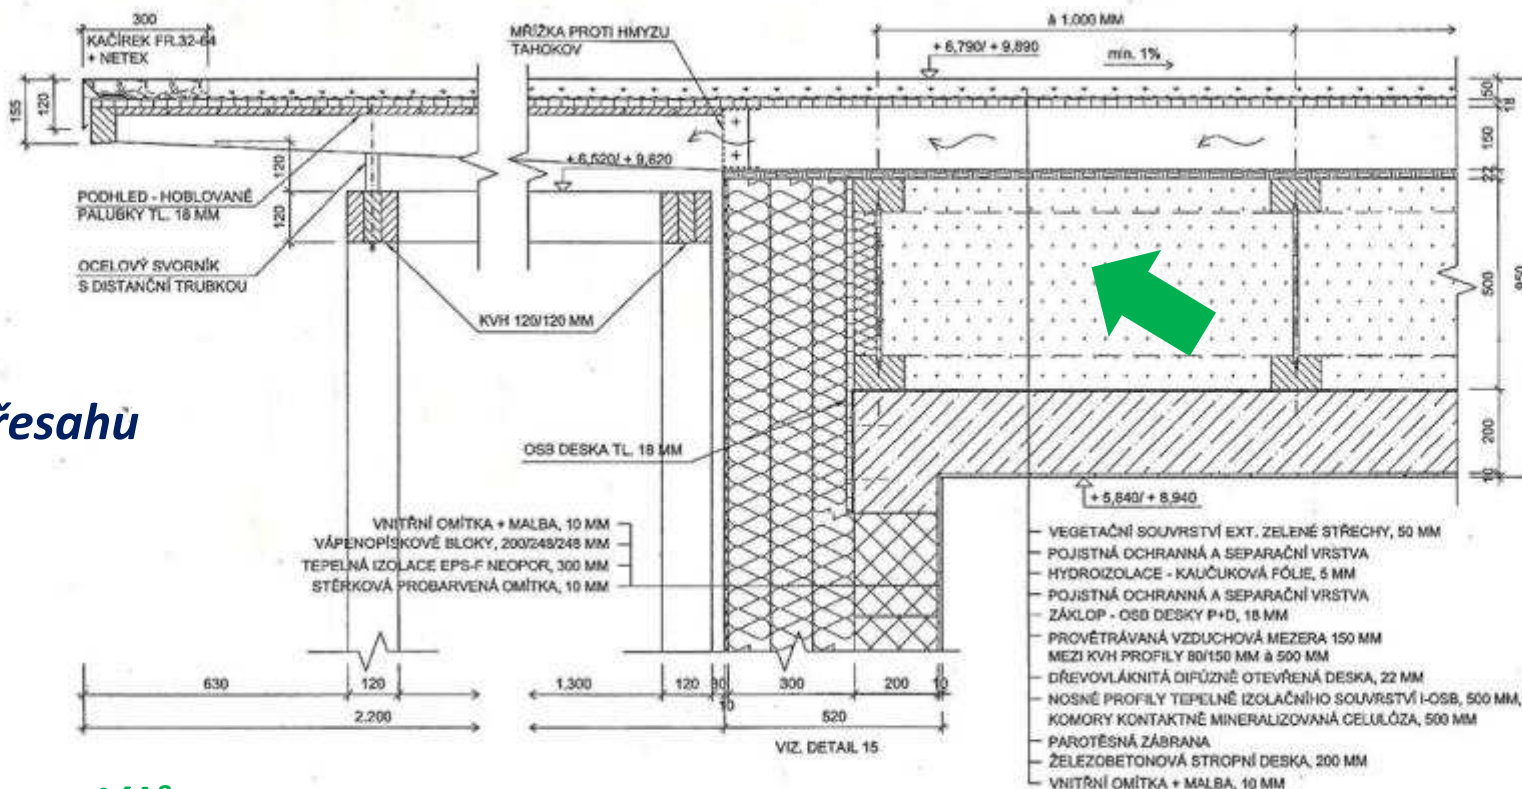 300
KAČÍREK FR.32-64
+ NETEX
155
120
MŘÍŽKA PROTI HMYZU
TAHOKOV
à 1.000 MM
+ 6,790/ + 9,890
min. 1%
50
18
150
22
500
950
200
10
120
120
+ 6,520/ + 9,620
PODHLED - HOBLOVANÉ
PALUBKY TL. 18 MM
OCELOVÝ SVORNÍK
S DISTANČNÍ TRUBKOU
KVH 120/120 MM
řesahu
OSB DESKA TL. 18 MM
+ 5,840/ + 8,940
VNITŘNÍ OMÍTKA + MALBA, 10 MM
VÁPENOPÍSKOVÉ BLOKY, 200/248/248 MM
TEPELNÁ IZOLACE EPS-F NEOPOR, 300 MM
STĚRKOVÁ PROBARVENÁ OMÍTKA, 10 MM
VEGETAČNÍ SOUVRSTVÍ EXT. ZELENÉ STŘECHY, 50 MM
POJISTNÁ OCHRANNÁ A SEPARAČNÍ VRSTVA
HYDROIZOLACE - KAUČUKOVÁ FÓLIE, 5 MM
POJISTNÁ OCHRANNÁ A SEPARAČNÍ VRSTVA
ZÁKLOP - OSB DESKY P+D, 18 MM
PROVĚTRÁVANÁ VZDUCHOVÁ MEZERA 150 MM
MEZI KVH PROFILY 80/150 MM à 500 MM
DŘEVOVLÁKNITÁ DIFÚZNĚ OTEVŘENÁ DESKA, 22 MM
NOSNÉ PROFILY TEPELNĚ IZOLAČNÍHO SOUVRSTVÍ I-OSB, 500 MM,
KOMORY KONTAKTNĚ MINERALIZOVANÁ CELULÓZA, 500 MM
PAROTĚSNÁ ZÁBRANA
ŽELEZOBETONOVÁ STROPNÍ DESKA, 200 MM
VNITŘNÍ OMÍTKA + MALBA, 10 MM
630
120
1.300
120
10
300
200
10
2.200
520
VIZ. DETAIL 15